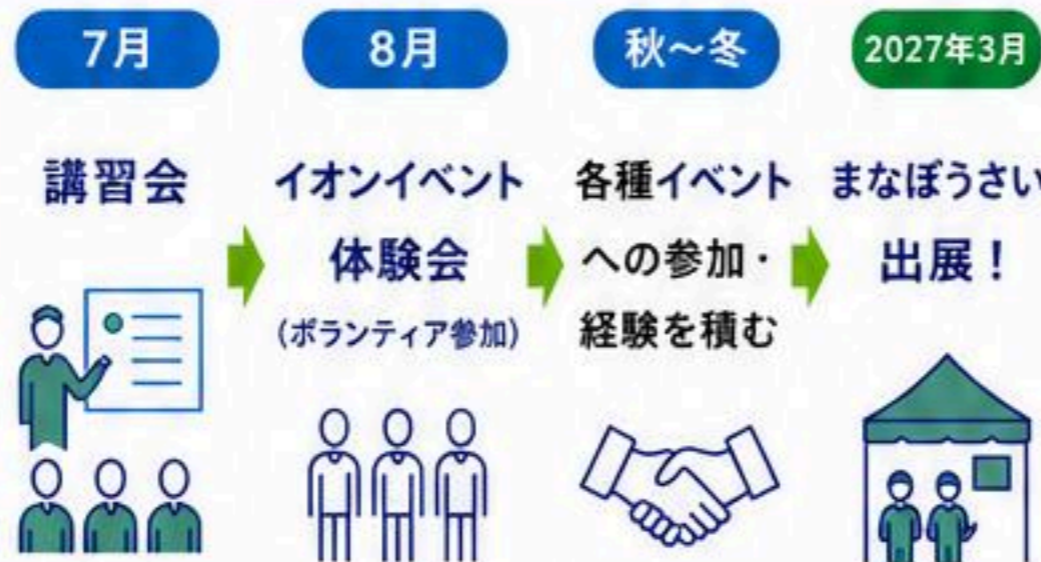 7月
講習会
8月
イオンイベント
体験会
(ボランティア参加)
秋～冬
各種イベント
への参加・
経験を積む
2027年3月
まなぼうさい
出展！